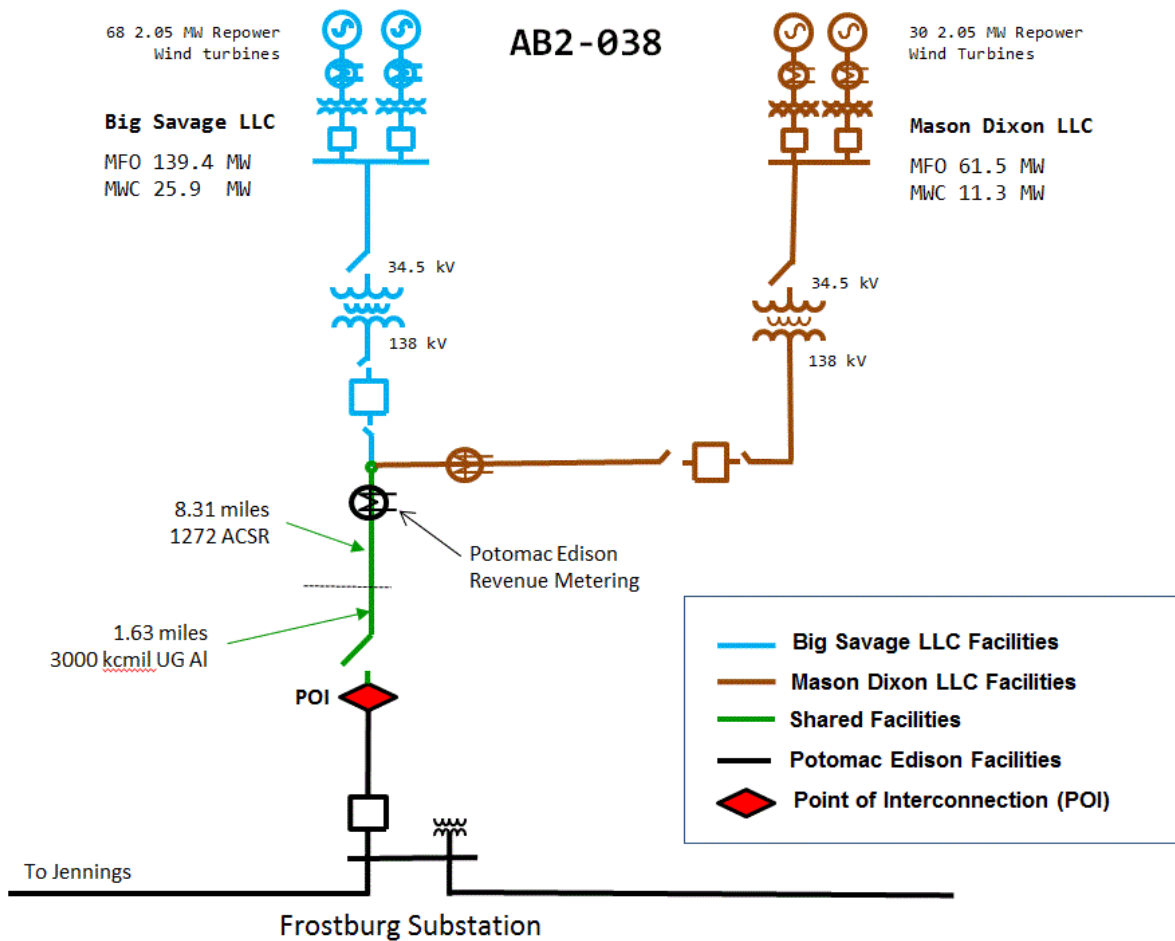 68 2.05 MW Repower
Wind turbines
AB2-038
30 2.05 MW Repower
Wind Turbines
Big Savage LLC
MFO 139.4 MW
MWC 25.9 MW
Mason Dixon LLC
MFO 61.5 MW
MWC 11.3 MW
34.5 kV
138 kV
34.5 kV
138 kV
8.31 miles
1272 ACSR
Potomac Edison
Revenue Metering
1.63 miles
3000 kcmil UG Al
POI
Big Savage LLC Facilities
Mason Dixon LLC Facilities
Shared Facilities
Potomac Edison Facilities
Point of Interconnection (POI)
To Jennings
Frostburg Substation